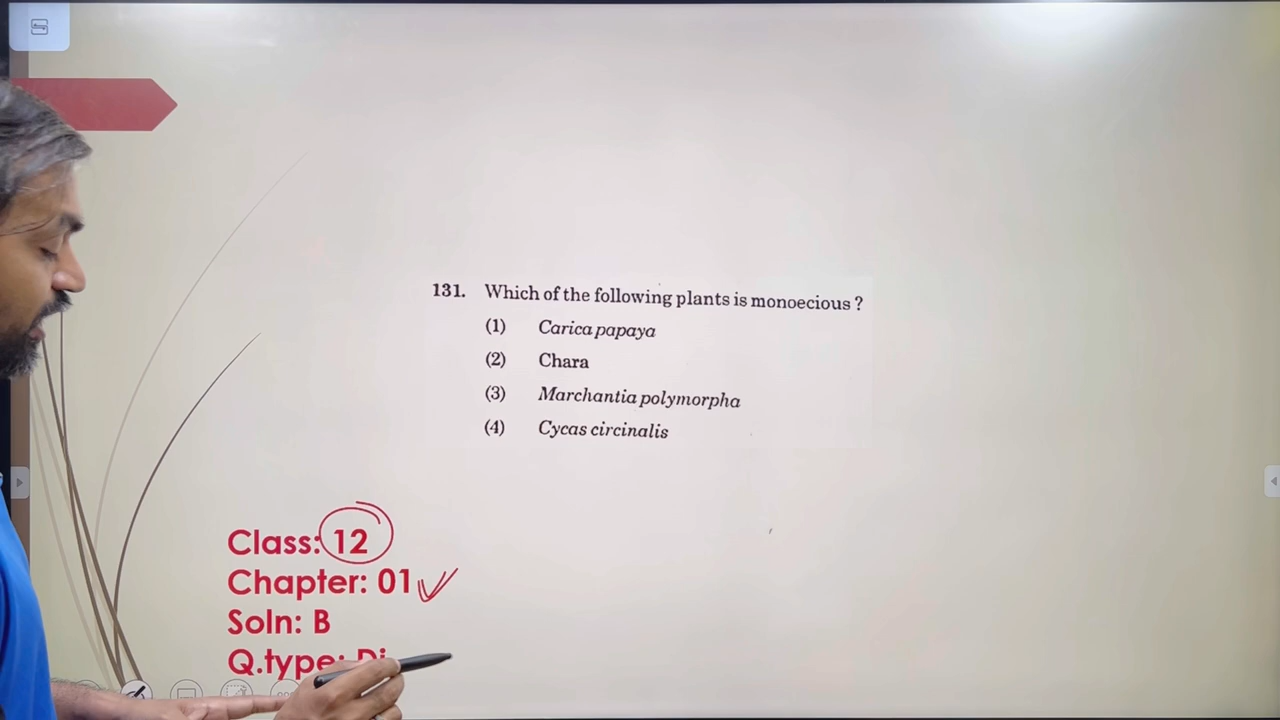 131. Which of the following plants is monoecious ?
(1) Carica papaya
(2) Chara
(3) Marchantia polymorpha
(4) Cycas circinalis
Class: 12
Chapter: 01
Soln: B
Q.type: